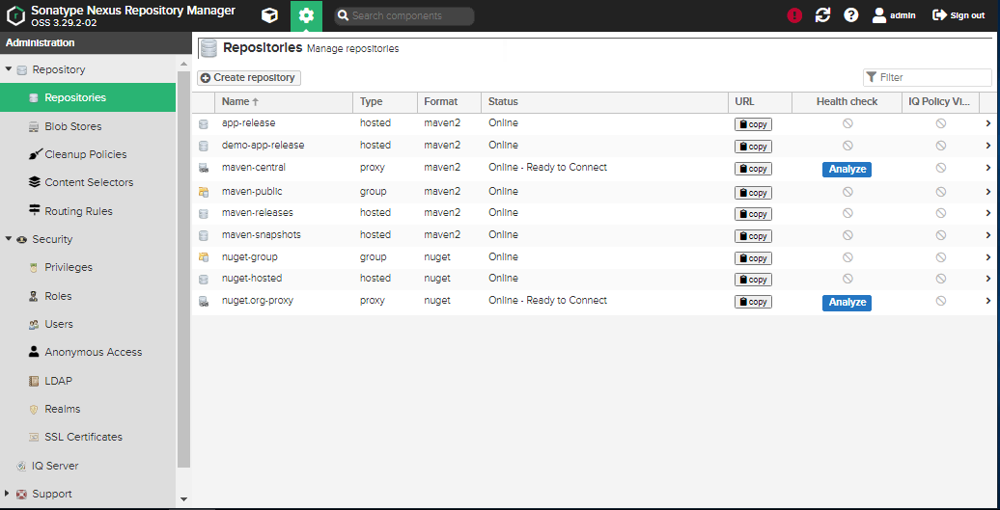 Sonatype Nexus Repository Manager
OSS 3.29.2-02
Search components
admin
Sign out
Administration
Repository
Repositories
Blob Stores
Cleanup Policies
Content Selectors
Routing Rules
Security
Privileges
Roles
Users
Anonymous Access
LDAP
Realms
SSL Certificates
IQ Server
Support
Repositories Manage repositories
Create repository
Filter
Name Type Format Status URL Health check IQ Policy Vi...
app-release hosted maven2 Online copy
demo-app-release hosted maven2 Online copy
maven-central proxy maven2 Online - Ready to Connect copy Analyze
maven-public group maven2 Online copy
maven-releases hosted maven2 Online copy
maven-snapshots hosted maven2 Online copy
nuget-group group nuget Online copy
nuget-hosted hosted nuget Online copy
nuget.org-proxy proxy nuget Online - Ready to Connect copy Analyze